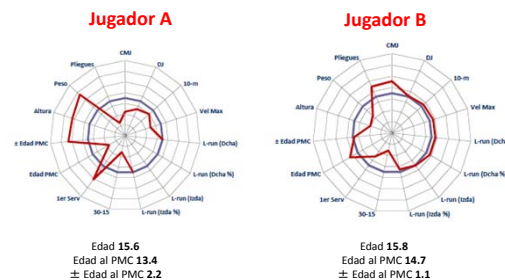 Jugador A
CMJ
DJ
10-m
Vel Max
L-run (Dcha)
L-run (Dcha %)
L-run (Izda)
L-run (Izda %)
30-15
1er Serv
Edad PMC
± Edad PMC
Altura
Peso
Pliegues
Edad 15.6
Edad al PMC 13.4
± Edad al PMC 2.2
Jugador B
CMJ
DJ
10-m
Vel Max
L-run (Dcha)
L-run (Dcha %)
L-run (Izda)
L-run (Izda %)
30-15
1er Serv
Edad PMC
± Edad PMC
Altura
Peso
Pliegues
Edad 15.8
Edad al PMC 14.7
± Edad al PMC 1.1